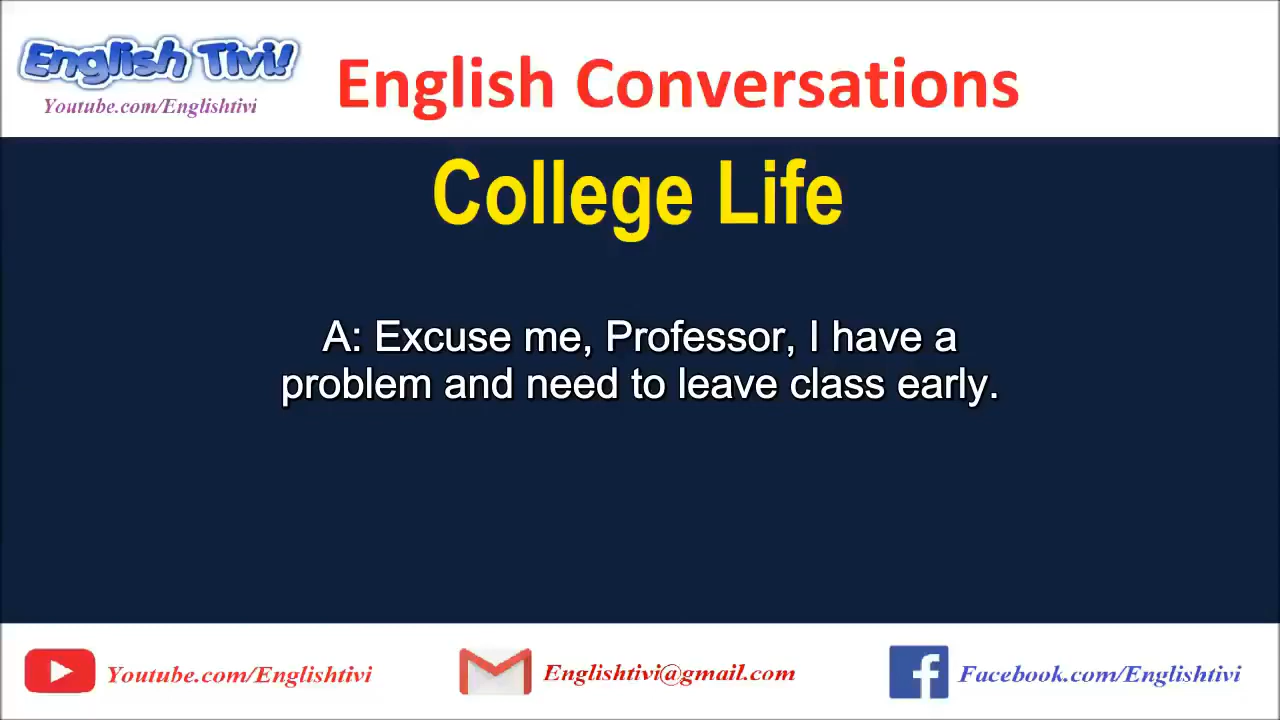 English Tivi!
Youtube.com/Englishtivi
English Conversations
College Life
A: Excuse me, Professor, I have a
problem and need to leave class early.
Youtube.com/Englishtivi
Englishtivi@gmail.com
Facebook.com/Englishtivi